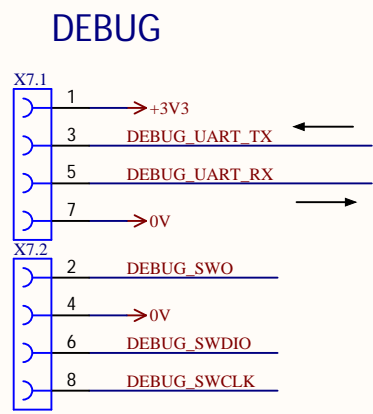 DEBUG
X7.1
1 +3V3
3 DEBUG_UART_TX
5 DEBUG_UART_RX
7 0V
X7.2
2 DEBUG_SWO
4 0V
6 DEBUG_SWDIO
8 DEBUG_SWCLK